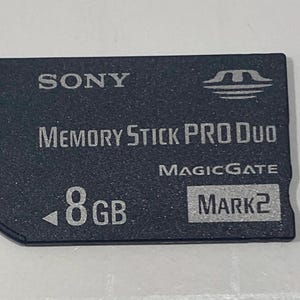 SONY
MEMORY STICK PRO DUO
MAGICGATE
◄8GB
MARK2